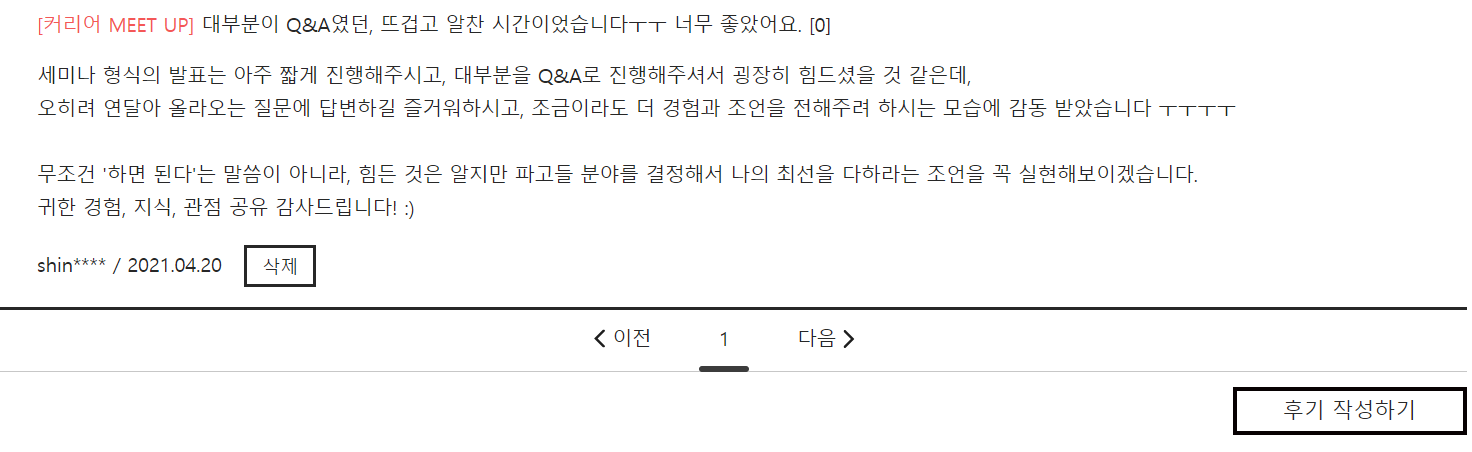 [커리어 MEET UP] 대부분이 Q&A였던, 뜨겁고 알찬 시간이었습니다ㅜㅜ 너무 좋았어요. [0]
세미나 형식의 발표는 아주 짧게 진행해주시고, 대부분을 Q&A로 진행해주셔서 굉장히 힘드셨을 것 같은데,
오히려 연달아 올라오는 질문에 답변하길 즐거워하시고, 조금이라도 더 경험과 조언을 전해주려 하시는 모습에 감동 받았습니다 ㅜㅜㅜㅜ
무조건 '하면 된다'는 말씀이 아니라, 힘든 것은 알지만 파고들 분야를 결정해서 나의 최선을 다하라는 조언을 꼭 실현해보이겠습니다.
귀한 경험, 지식, 관점 공유 감사드립니다! :)
shin**** / 2021.04.20 삭제
이전 1 다음
후기 작성하기